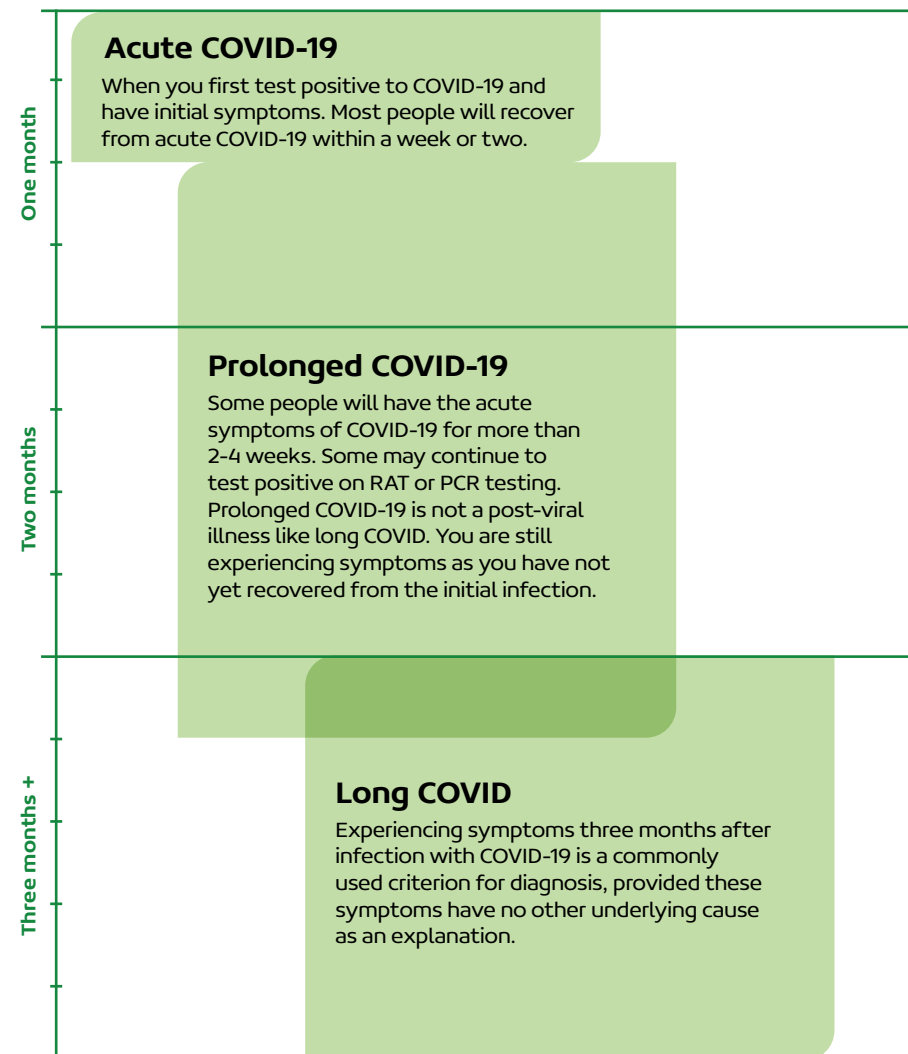 Acute COVID-19
When you first test positive to COVID-19 and
have initial symptoms. Most people will recover
from acute COVID-19 within a week or two.
One month
Prolonged COVID-19
Some people will have the acute
symptoms of COVID-19 for more than
2-4 weeks. Some may continue to
test positive on RAT or PCR testing.
Prolonged COVID-19 is not a post-viral
illness like long COVID. You are still
experiencing symptoms as you have not
yet recovered from the initial infection.
Two months
Long COVID
Experiencing symptoms three months after
infection with COVID-19 is a commonly
used criterion for diagnosis, provided these
symptoms have no other underlying cause
as an explanation.
Three months +